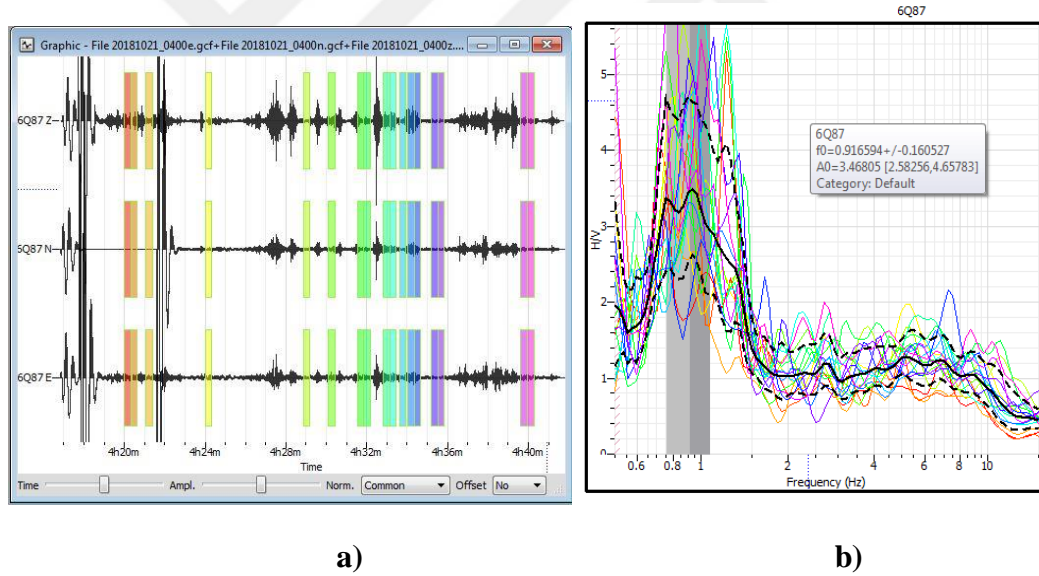 Graphic - File 20181021_0400e.gcf+File 20181021_0400n.gcf+File 20181021_0400z....
6Q87 Z
5Q87 N
6Q87 E
4h20m 4h24m 4h28m 4h32m 4h36m 4h40m
Time
Time Ampl. Norm. Common Offset No
a)
6Q87
5
4
3
2
1
0
H/V
6Q87
f0=0.916594+/-0.160527
A0=3.46805 [2.58256,4.65783]
Category: Default
0.6 0.8 1 2 4 6 8 10
Frequency (Hz)
b)